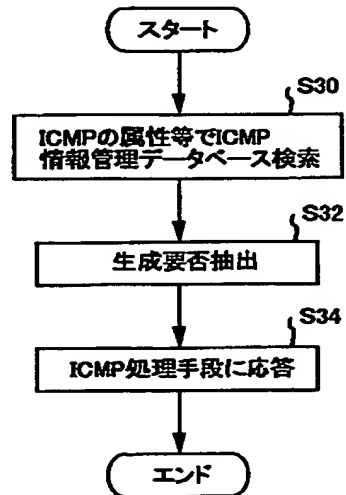 スタート
S30
ICMPの属性等でICMP
情報管理データベース検索
S32
生成要否抽出
S34
ICMP処理手段に応答
エンド